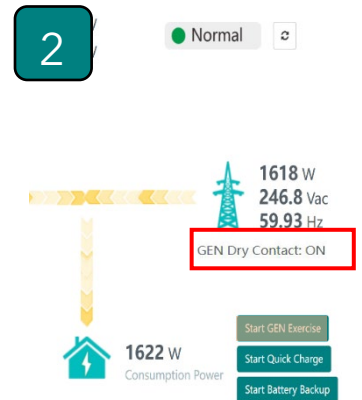 2
Normal
1618 W
246.8 Vac
59.93 Hz
GEN Dry Contact: ON
Start GEN Exercise
1622 W
Consumption Power
Start Quick Charge
Start Battery Backup